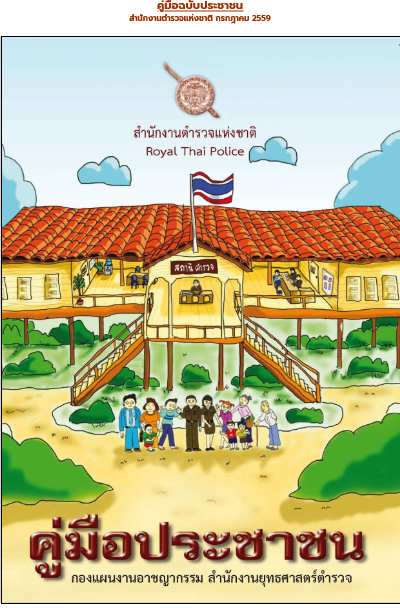 คู่มือฉบับประชาชน
สำนักงานตำรวจแห่งชาติ กรกฎาคม 2559
สำนักงานตำรวจแห่งชาติ
Royal Thai Police
สถานีตำรวจ
คู่มือประชาชน
กองแผนงานอาชญากรรม สำนักงานยุทธศาสตร์ตำรวจ